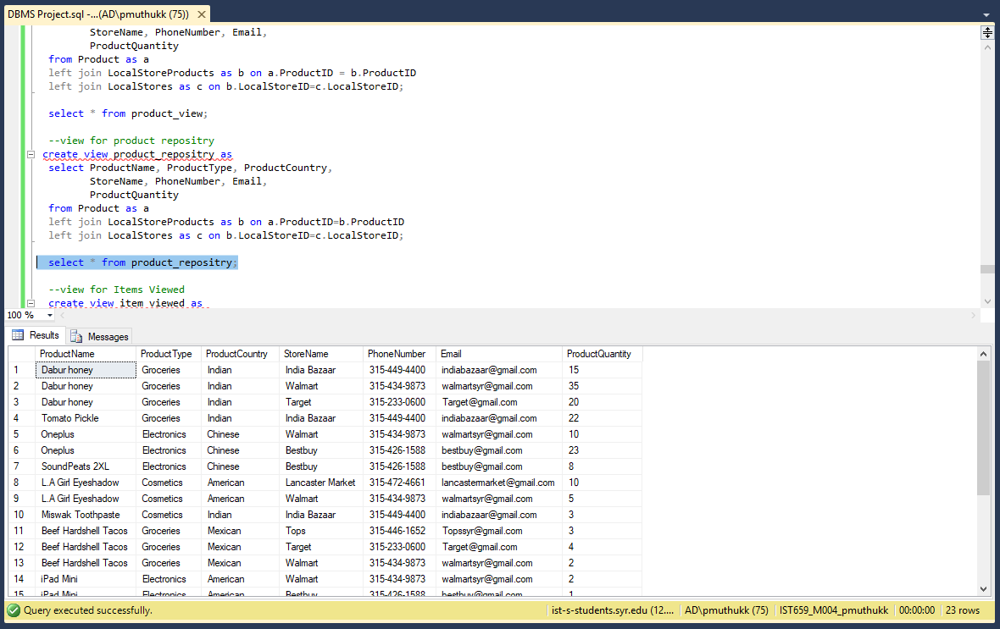 DBMS Project.sql -...(AD\pmuthukk (75))
StoreName, PhoneNumber, Email,
ProductQuantity
from Product as a
left join LocalStoreProducts as b on a.ProductID = b.ProductID
left join LocalStores as c on b.LocalStoreID=c.LocalStoreID;
select * from product_view;
--view for product repositry
create view product_repositry as
select ProductName, ProductType, ProductCountry,
StoreName, PhoneNumber, Email,
ProductQuantity
from Product as a
left join LocalStoreProducts as b on a.ProductID=b.ProductID
left join LocalStores as c on b.LocalStoreID=c.LocalStoreID;
select * from product_repositry;
--view for Items Viewed
create view item_viewed as
100 %
Results Messages
ProductName ProductType ProductCountry StoreName PhoneNumber Email ProductQuantity
1 Dabur honey Groceries Indian India Bazaar 315-449-4400 indiabazaar@gmail.com 15
2 Dabur honey Groceries Indian Walmart 315-434-9873 walmartsyr@gmail.com 35
3 Dabur honey Groceries Indian Target 315-233-0600 Target@gmail.com 20
4 Tomato Pickle Groceries Indian India Bazaar 315-449-4400 indiabazaar@gmail.com 22
5 Oneplus Electronics Chinese Walmart 315-434-9873 walmartsyr@gmail.com 10
6 Oneplus Electronics Chinese Bestbuy 315-426-1588 bestbuy@gmail.com 23
7 SoundPeats 2XL Electronics Chinese Bestbuy 315-426-1588 bestbuy@gmail.com 8
8 L.A Girl Eyeshadow Cosmetics American Lancaster Market 315-472-4661 lancastemarket@gmail.com 10
9 L.A Girl Eyeshadow Cosmetics American Walmart 315-434-9873 walmartsyr@gmail.com 5
10 Miswak Toothpaste Cosmetics Indian India Bazaar 315-449-4400 indiabazaar@gmail.com 3
11 Beef Hardshell Tacos Groceries Mexican Tops 315-446-1652 Topssyr@gmail.com 3
12 Beef Hardshell Tacos Groceries Mexican Target 315-233-0600 Target@gmail.com 4
13 Beef Hardshell Tacos Groceries Mexican Walmart 315-434-9873 walmartsyr@gmail.com 2
14 iPad Mini Electronics American Walmart 315-434-9873 walmartsyr@gmail.com 2
15 iPad Mini Electronics American Bestbuy 315-426-1588 bestbuy@gmail.com 1
Query executed successfully. ist-s-students.syr.edu (12.... AD\pmuthukk (75) IST659_M004_pmuthukk 00:00:00 23 rows